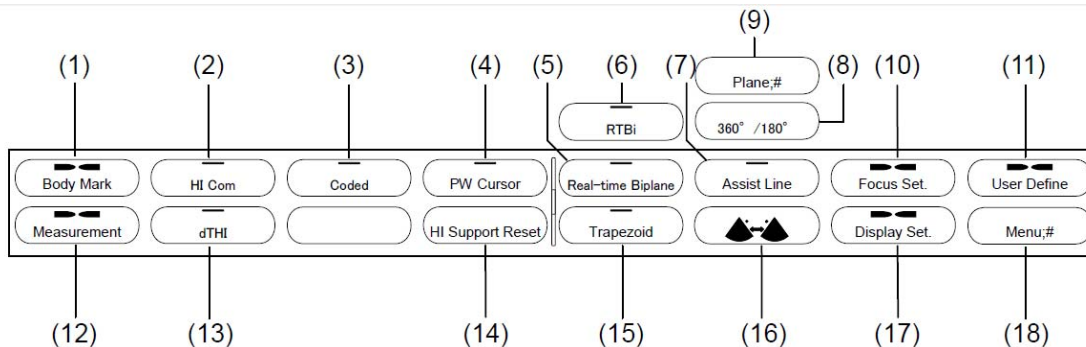 (9)
(1) (2) (3) (4) (5) (6) (7) (8) (10) (11)
Plane;#
RTBi 360° /180°
Body Mark HI Com Coded PW Cursor Real-time Biplane Assist Line Focus Set. User Define
Measurement dTHI HI Support Reset Trapezoid Display Set. Menu;#
(12) (13) (14) (15) (16) (17) (18)